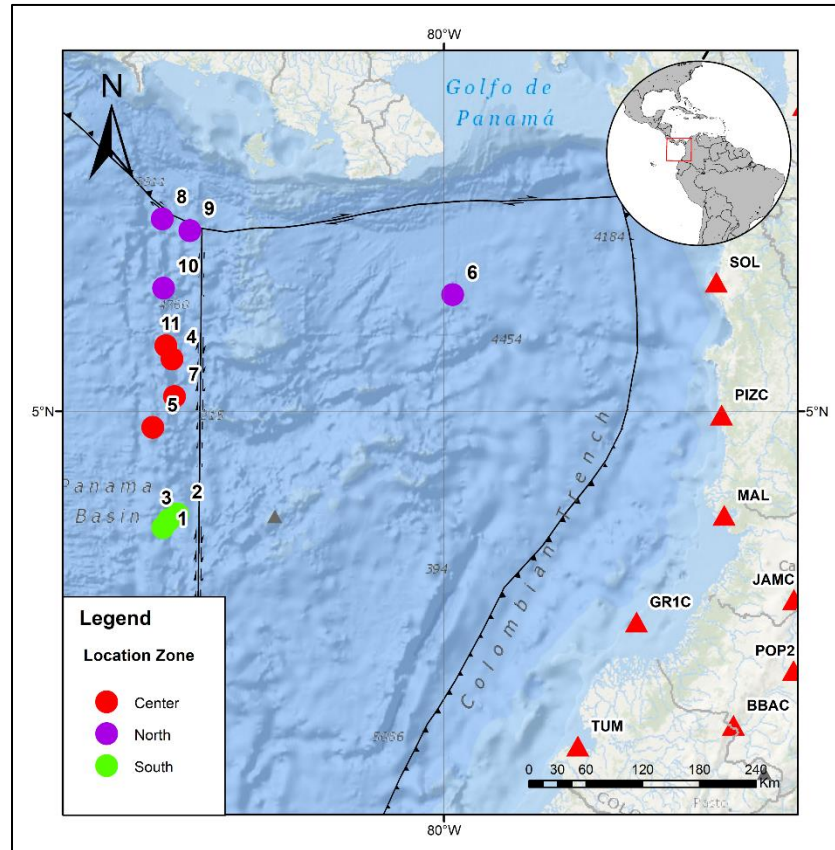 80°W
N
Golfo de
Panamá
8
9
4184
SOL
10
6
11
4
4454
7
5°N
5
5°N
PIZC
Panama
Basin
3
2
1
MAL
Colombian Trench
394
JAMC
GR1C
POP2
BBAC
TUM
Legend
Location Zone
Center
North
South
0 30 60 120 180 240
Km
COLO
Pasto
80°W